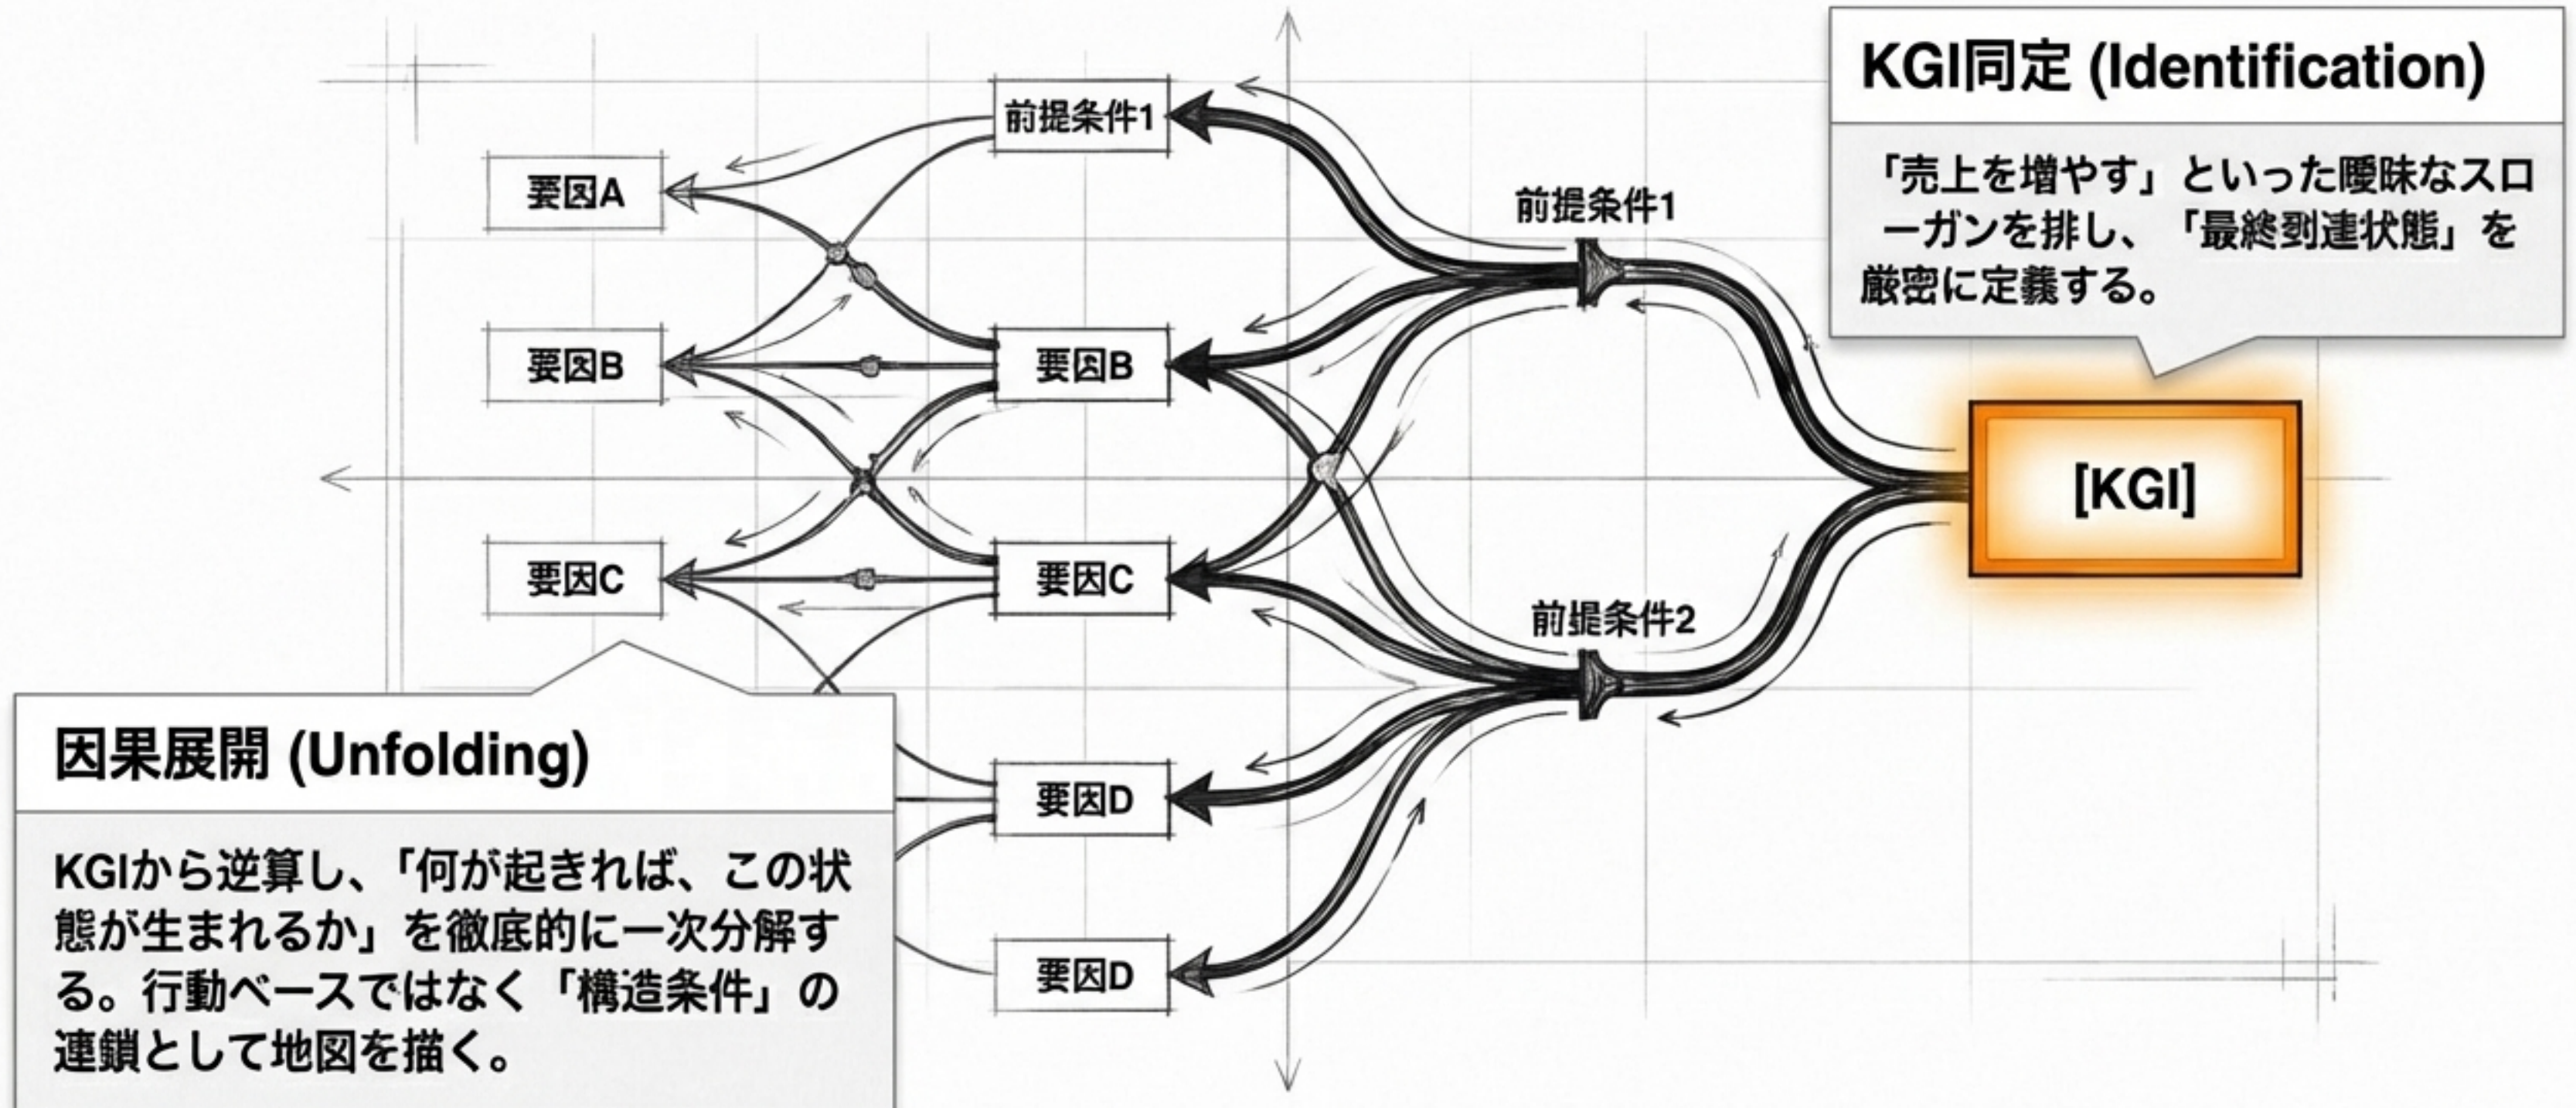 KGI同定 (Identification)
「売上を増やす」といった曖昧なスロ
ーガンを排し、「最終到達状態」を
厳密に定義する。
前提条件1
要因A
前提条件1
要因B
要因B
[KGI]
要因C
要因C
前提条件2
要因D
要因D
因果展開 (Unfolding)
KGIから逆算し、「何が起きれば、この状
態が生まれるか」を徹底的に一次分解す
る。行動ベースではなく「構造条件」の
連鎖として地図を描く。